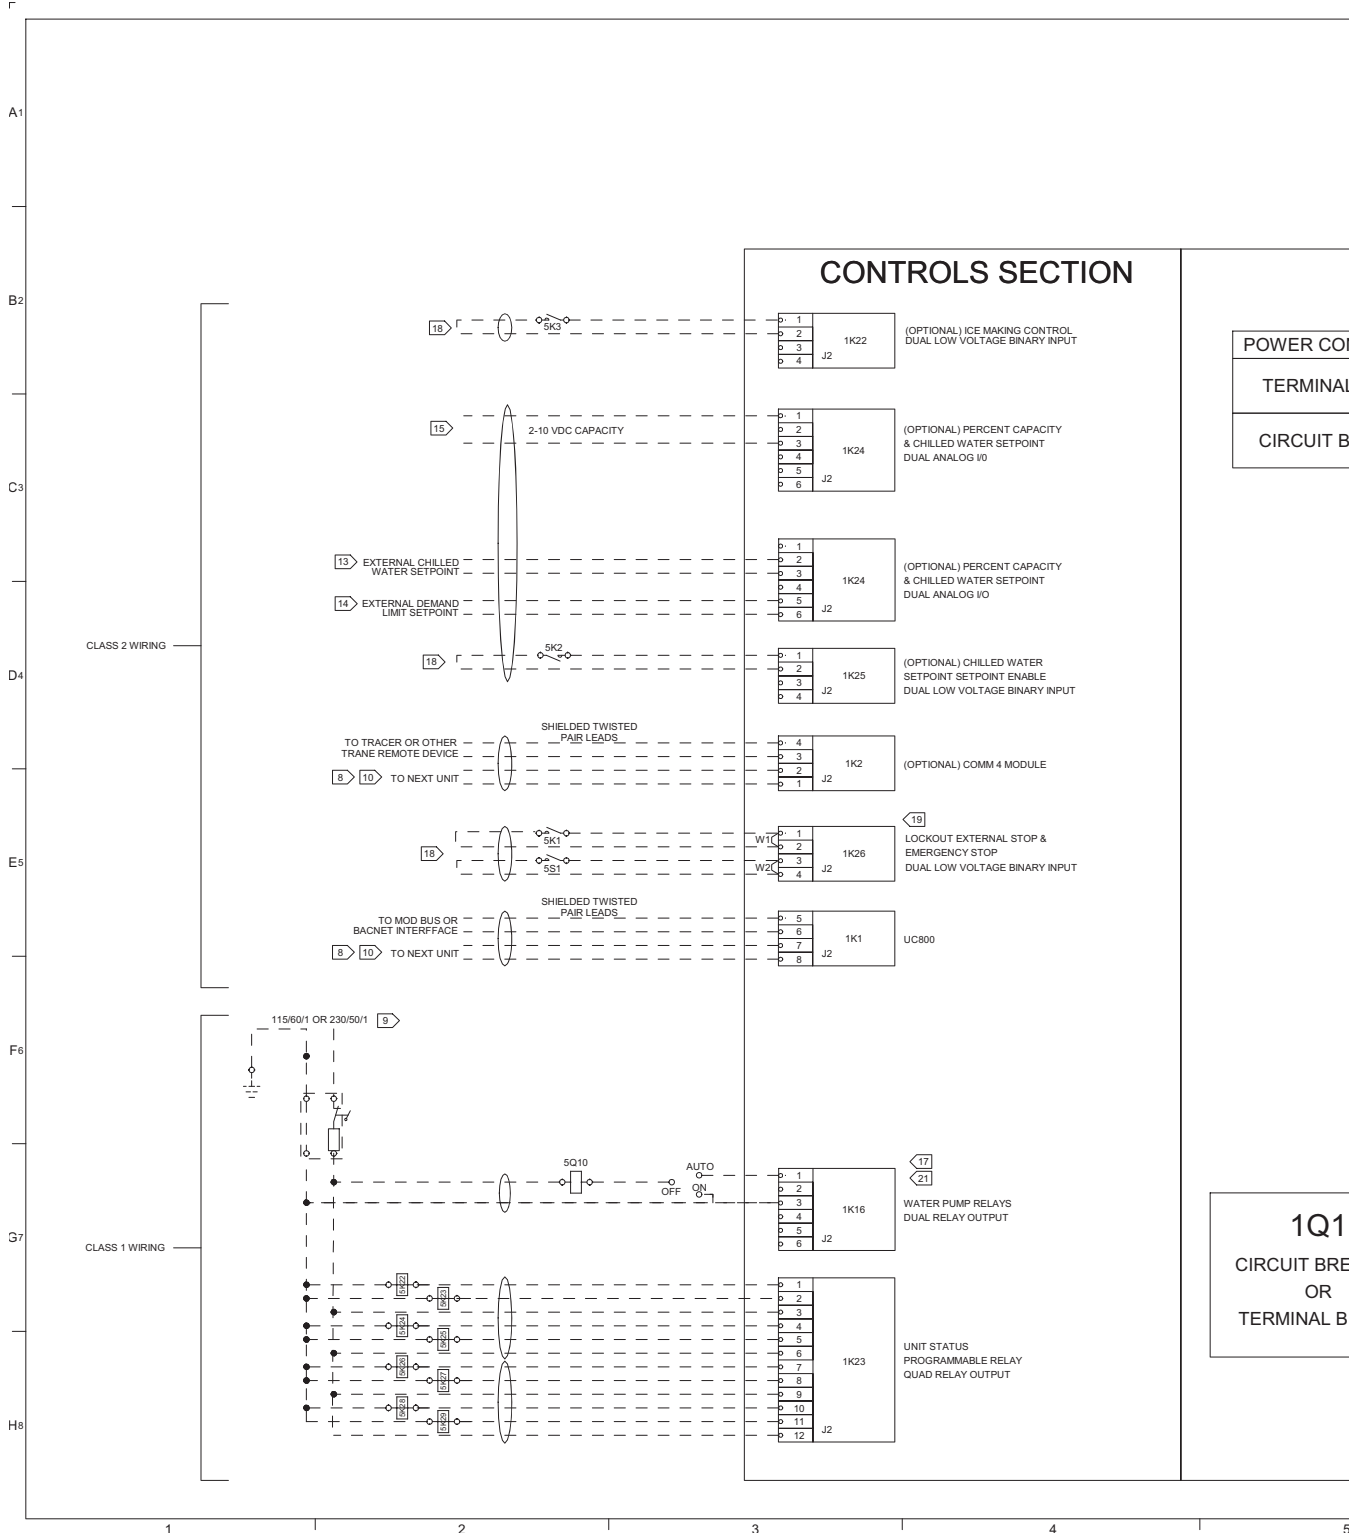 A1
B2
C3
D4
E5
F6
G7
H8
CONTROLS SECTION
POWER CON
TERMINAL
CIRCUIT B
18
5K3
1
2
3
4
1K22
J2
(OPTIONAL) ICE MAKING CONTROL
DUAL LOW VOLTAGE BINARY INPUT
15
2-10 VDC CAPACITY
1
2
3
4
5
6
1K24
J2
(OPTIONAL) PERCENT CAPACITY
& CHILLED WATER SETPOINT
DUAL ANALOG I/0
13
EXTERNAL CHILLED
WATER SETPOINT
14
EXTERNAL DEMAND
LIMIT SETPOINT
1
2
3
4
5
6
1K24
J2
(OPTIONAL) PERCENT CAPACITY
& CHILLED WATER SETPOINT
DUAL ANALOG I/O
CLASS 2 WIRING
18
5K2
1
2
3
4
1K25
J2
(OPTIONAL) CHILLED WATER
SETPOINT SETPOINT ENABLE
DUAL LOW VOLTAGE BINARY INPUT
SHIELDED TWISTED
PAIR LEADS
TO TRACER OR OTHER
TRANE REMOTE DEVICE
8
10
TO NEXT UNIT
4
3
2
1
1K2
J2
(OPTIONAL) COMM 4 MODULE
18
5K1
5S1
W1
W2
1
2
3
4
1K26
J2
19
LOCKOUT EXTERNAL STOP &
EMERGENCY STOP
DUAL LOW VOLTAGE BINARY INPUT
SHIELDED TWISTED
PAIR LEADS
TO MOD BUS OR
BACNET INTERFFACE
8
10
TO NEXT UNIT
5
6
7
8
1K1
J2
UC800
115/60/1 OR 230/50/1
9
5Q10
AUTO
OFF
ON
1
2
3
4
5
6
1K16
J2
17
21
WATER PUMP RELAYS
DUAL RELAY OUTPUT
CLASS 1 WIRING
5K22
5K23
5K24
5K25
5K26
5K27
5K28
5K29
1
2
3
4
5
6
7
8
9
10
11
12
1K23
J2
UNIT STATUS
PROGRAMMABLE RELAY
QUAD RELAY OUTPUT
1Q1
CIRCUIT BRE
OR
TERMINAL B
1
2
3
4
5